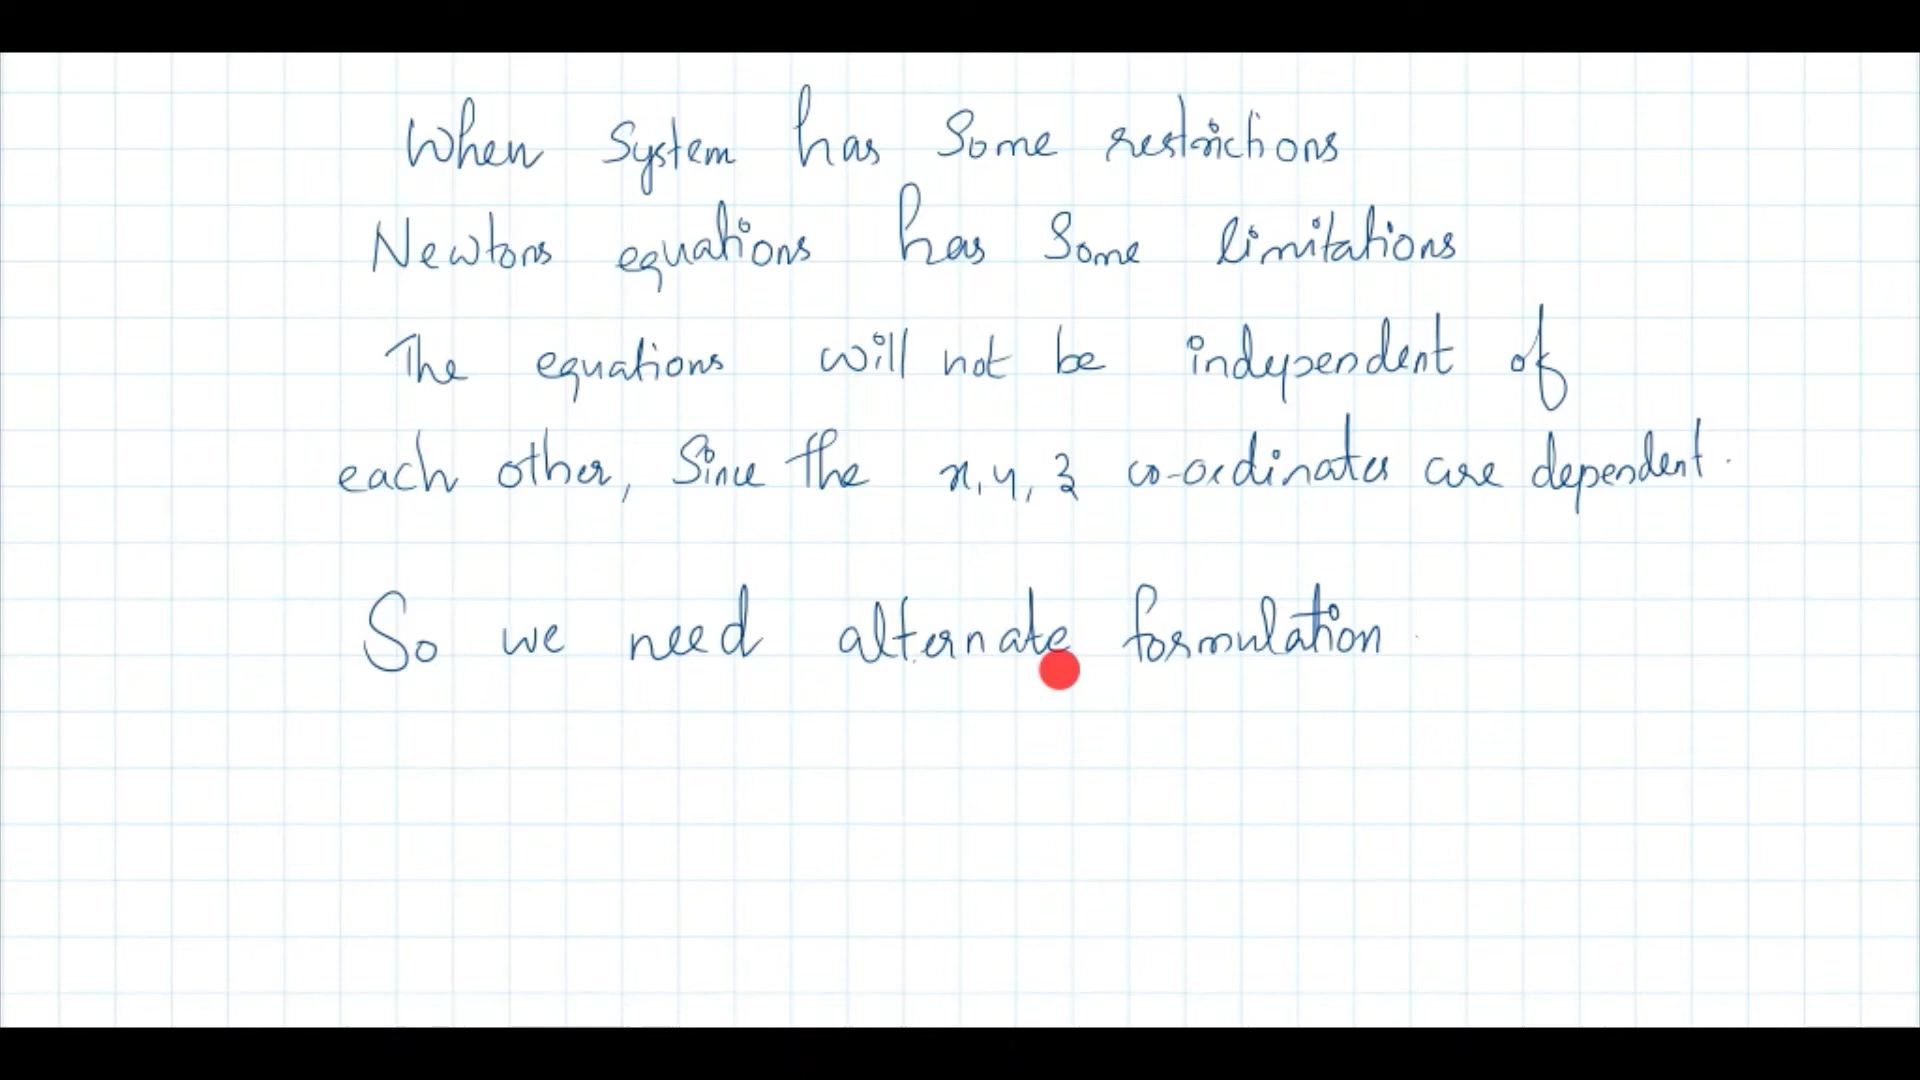 When System has Some restrictions
Newtons equations has Some limitations
The equations will not be independent of
each other, Since the x, y, z co-ordinates are dependent.
So we need alternate formulation